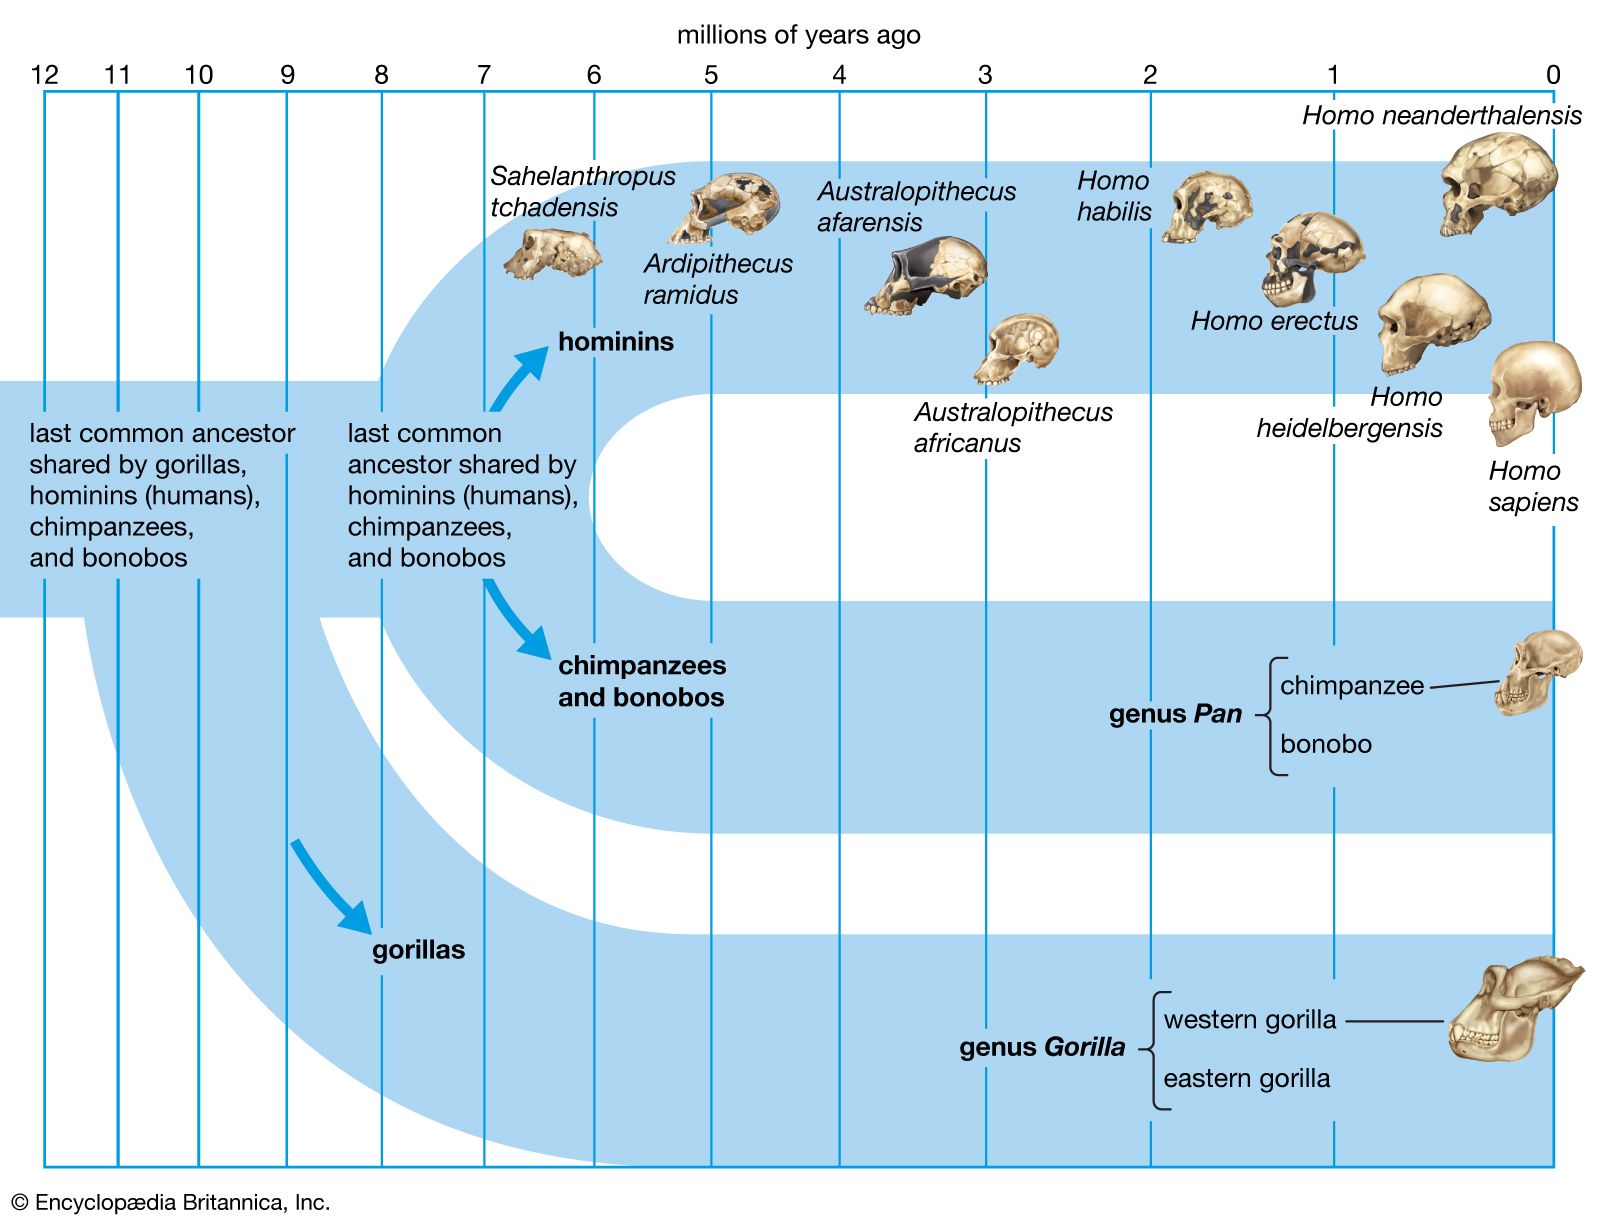 millions of years ago
12 11 10 9 8 7 6 5 4 3 2 1 0
Homo neanderthalensis
Sahelanthropus
tchadensis
Ardipithecus
ramidus
Australopithecus
afarensis
Homo
habilis
Homo erectus
hominins
Australopithecus
africanus
Homo
heidelbergensis
Homo
sapiens
last common ancestor
shared by gorillas,
hominins (humans),
chimpanzees,
and bonobos
last common
ancestor shared by
hominins (humans),
chimpanzees,
and bonobos
chimpanzees
and bonobos
genus Pan
chimpanzee
bonobo
gorillas
genus Gorilla
western gorilla
eastern gorilla
© Encyclopædia Britannica, Inc.